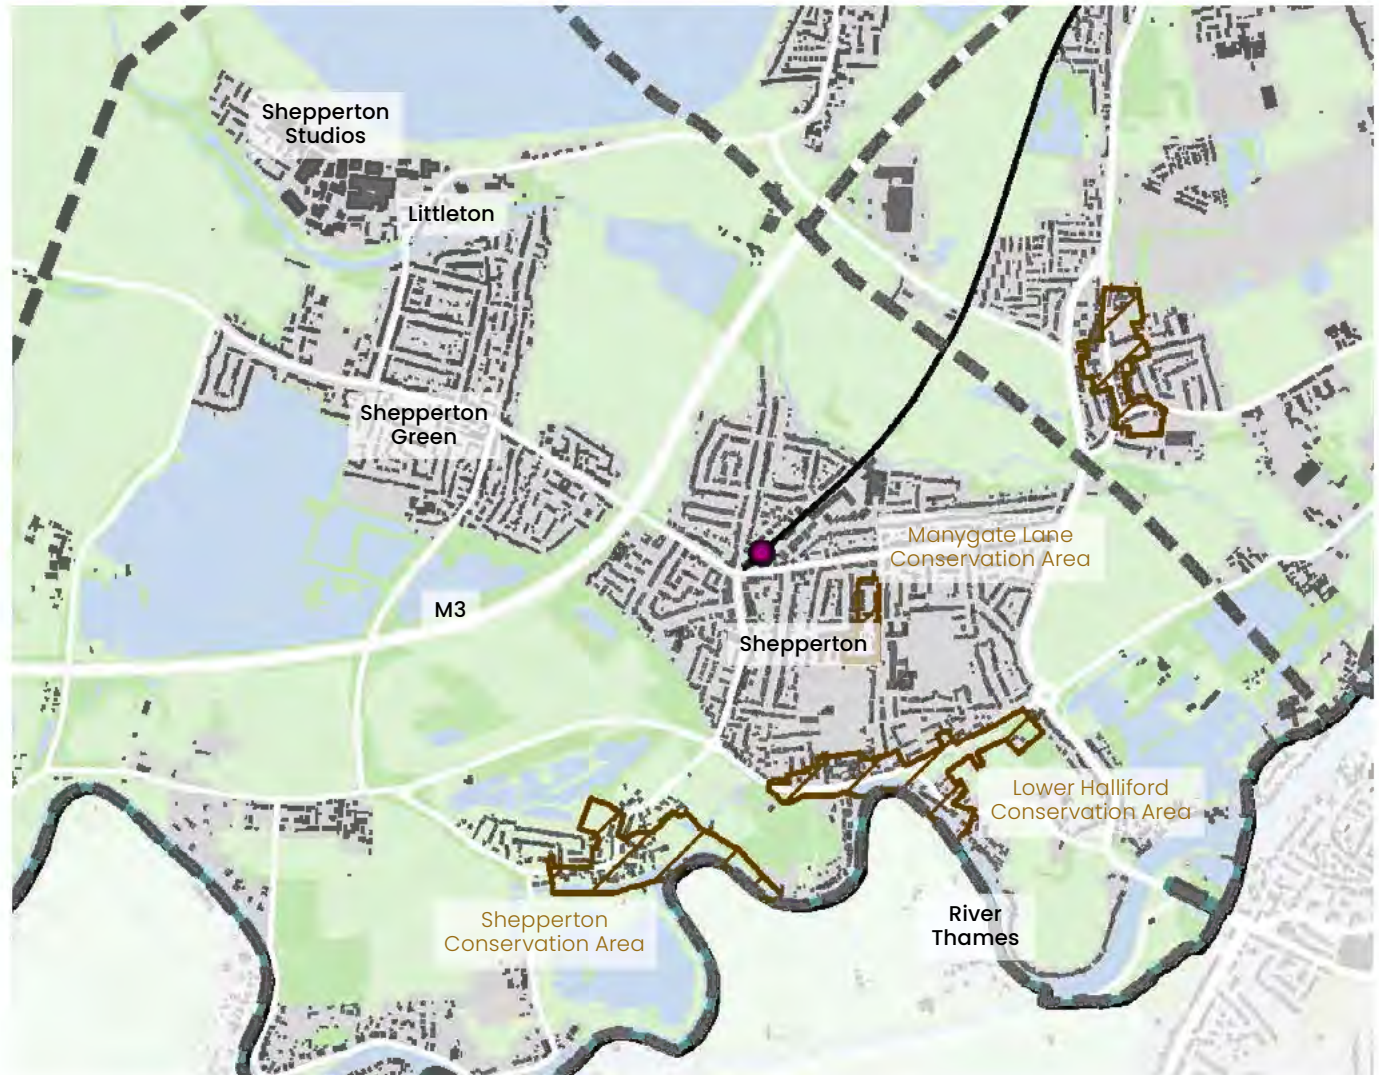 Shepperton
Studios
Littleton
Shepperton
Green
Manygate Lane
Conservation Area
M3
Shepperton
Lower Halliford
Conservation Area
Shepperton
Conservation Area
River
Thames